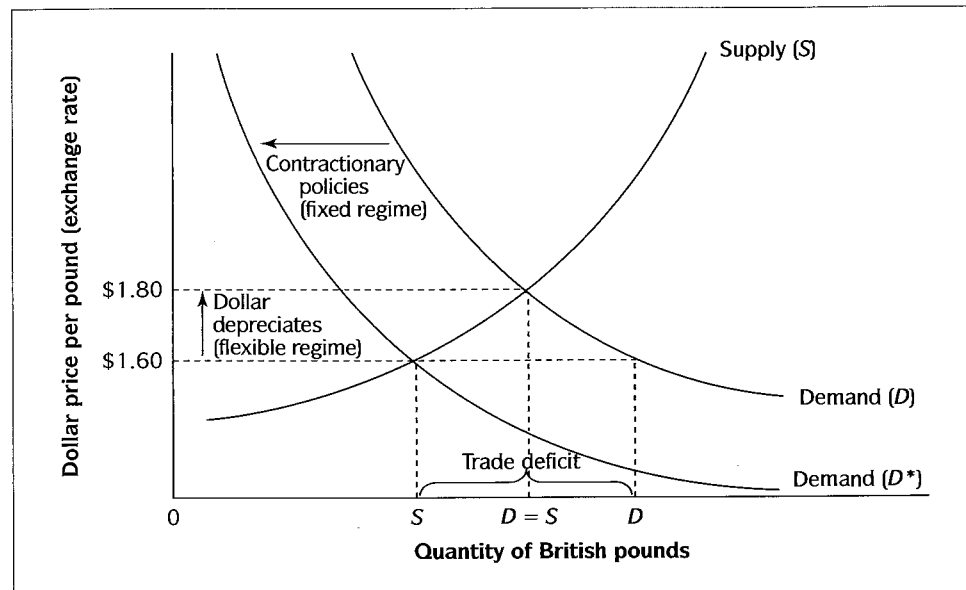 Supply (S)
Dollar price per pound (exchange rate)
Contractionary
policies
(fixed regime)
$1.80
Dollar
depreciates
(flexible regime)
$1.60
Demand (D)
Trade deficit
Demand (D*)
0
S
D = S
D
Quantity of British pounds